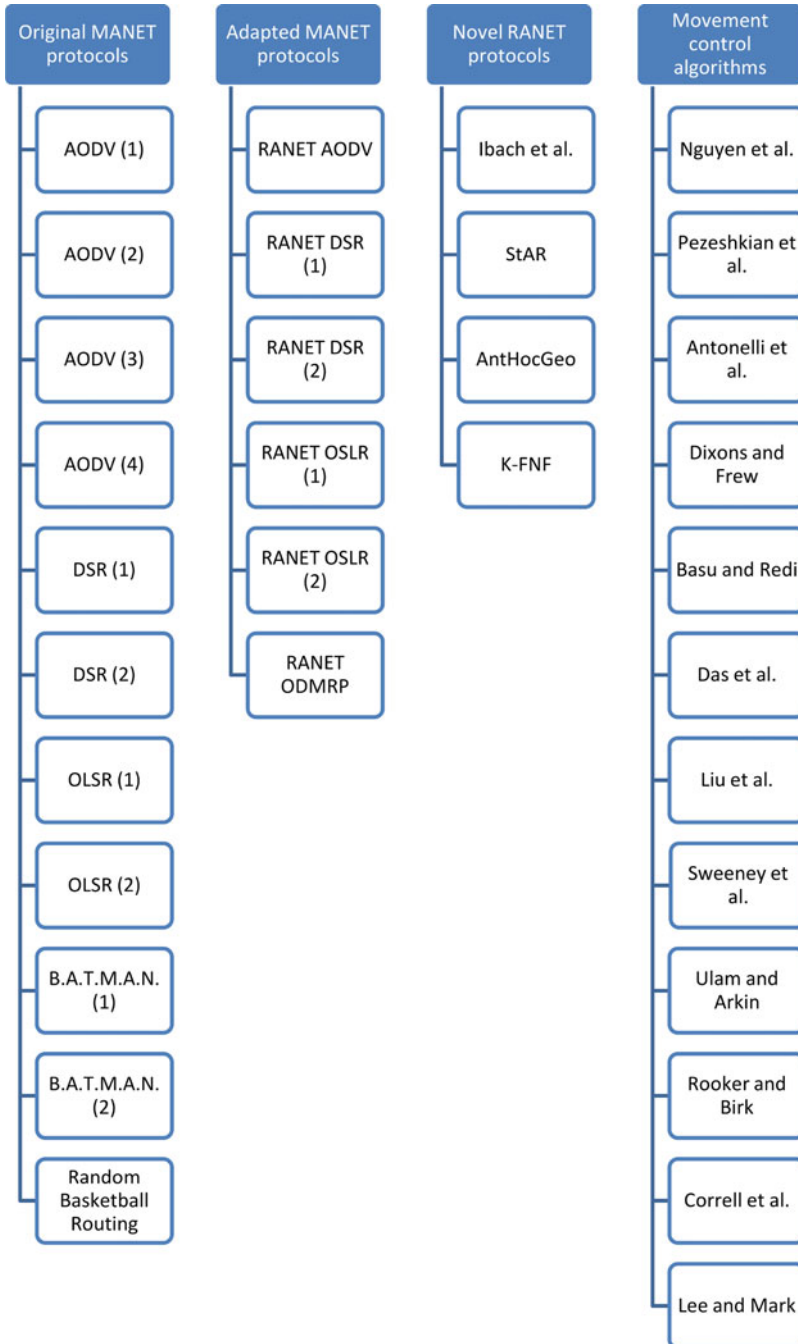 Original MANET
protocols
AODV (1)
AODV (2)
AODV (3)
AODV (4)
DSR (1)
DSR (2)
OLSR (1)
OLSR (2)
B.A.T.M.A.N.
(1)
B.A.T.M.A.N.
(2)
Random
Basketball
Routing
Adapted MANET
protocols
RANET AODV
RANET DSR
(1)
RANET DSR
(2)
RANET OSLR
(1)
RANET OSLR
(2)
RANET
ODMRP
Novel RANET
protocols
Ibach et al.
StAR
AntHocGeo
K-FNF
Movement
control
algorithms
Nguyen et al.
Pezeshkian et
al.
Antonelli et
al.
Dixons and
Frew
Basu and Redi
Das et al.
Liu et al.
Sweeney et
al.
Ulam and
Arkin
Rooker and
Birk
Correll et al.
Lee and Mark